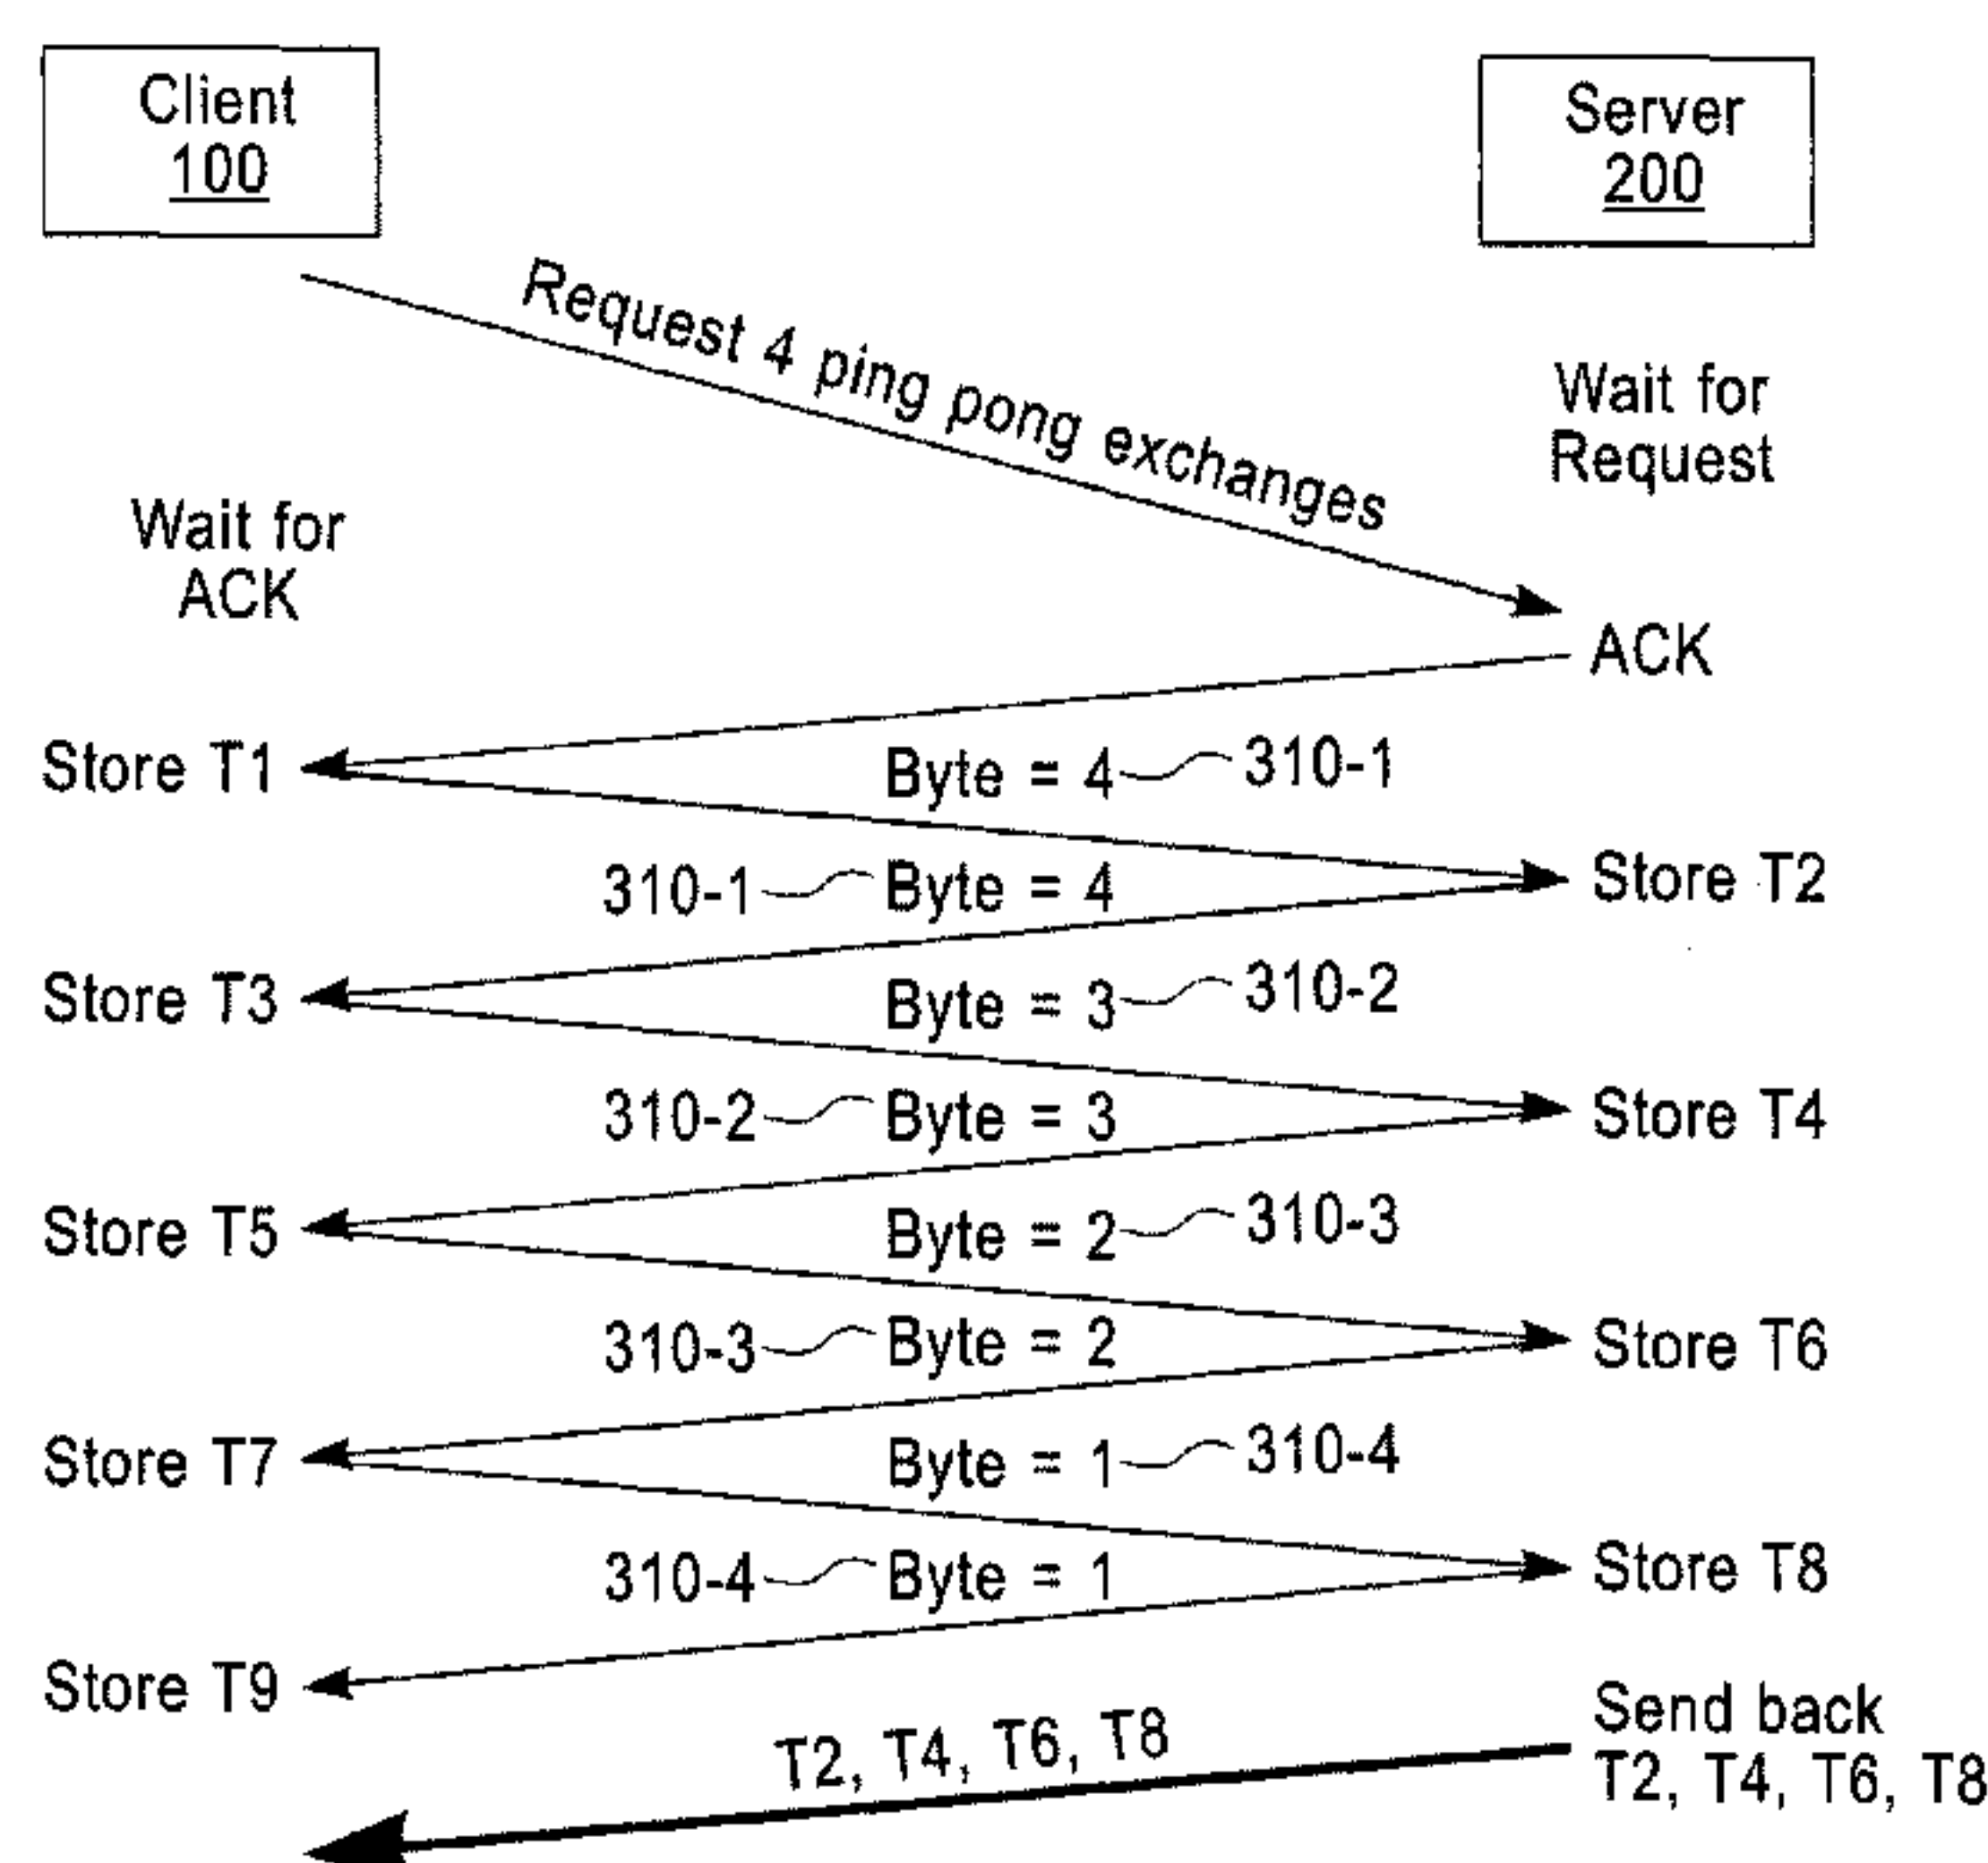 Client
100
Server
200
Request 4 ping pong exchanges
Wait for
Request
Wait for
ACK
ACK
Store T1
Byte = 4
310-1
310-1
Byte = 4
Store T2
Store T3
Byte = 3
310-2
310-2
Byte = 3
Store T4
Store T5
Byte = 2
310-3
310-3
Byte = 2
Store T6
Store T7
Byte = 1
310-4
310-4
Byte = 1
Store T8
Store T9
Send back
T2, T4, T6, T8
T2, T4, T6, T8